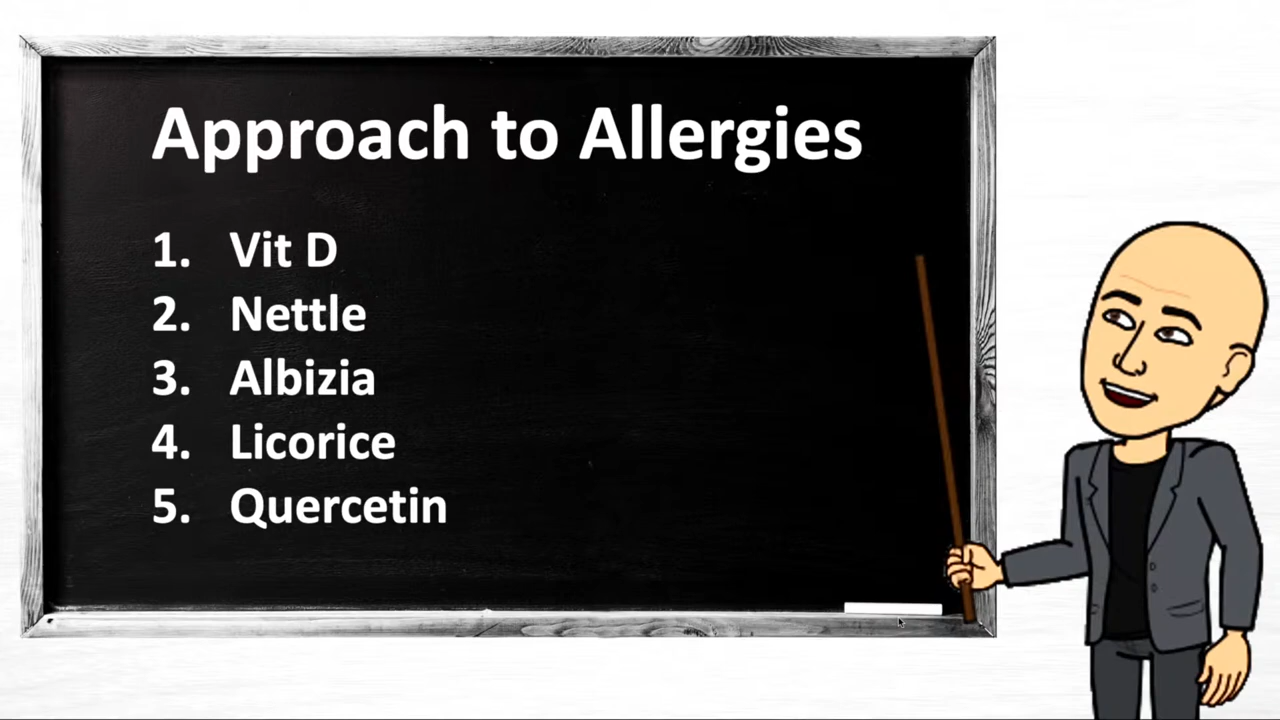 Approach to Allergies
1. Vit D
2. Nettle
3. Albizia
4. Licorice
5. Quercetin